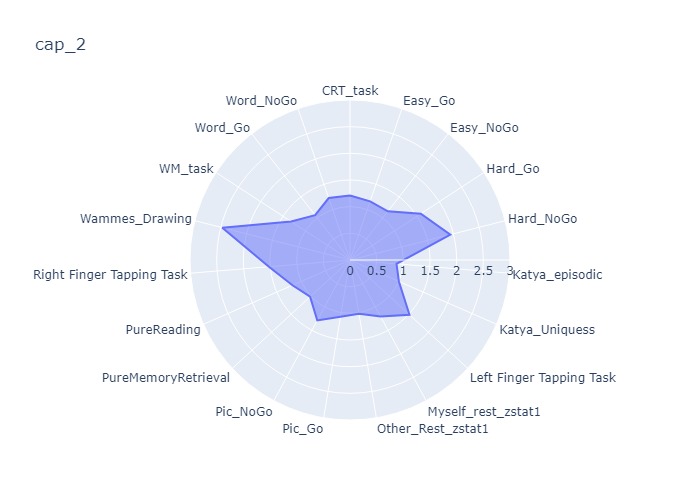 cap_2
CRT_task
Word_NoGo
Easy_Go
Word_Go
Easy_NoGo
WM_task
Hard_Go
Wammes_Drawing
Hard_NoGo
Right Finger Tapping Task
0 0.5 1 1.5 2 2.5 3
Katya_episodic
PureReading
Katya_Uniquess
PureMemoryRetrieval
Left Finger Tapping Task
Pic_NoGo
Myself_rest_zstat1
Pic_Go
Other_Rest_zstat1